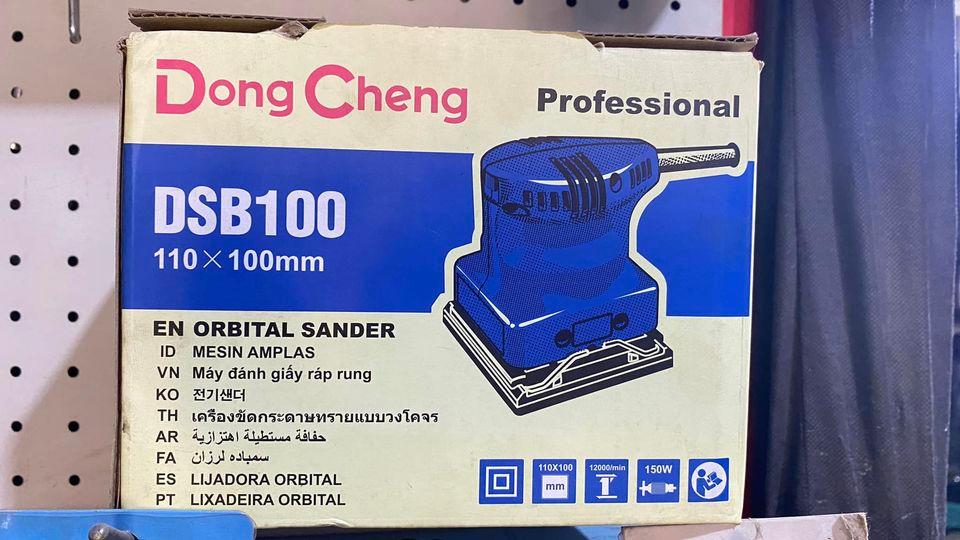 Dong Cheng
Professional
DSB100
110×100mm
EN ORBITAL SANDER
ID MESIN AMPLAS
VN Máy đánh giấy ráp rung
KO 전기샌더
TH เครื่องขัดกระดาษทรายแบบวงโคจร
AR حفافة مستطيلة اهتزازية
FA سمباده لرزان
ES LIJADORA ORBITAL
PT LIXADEIRA ORBITAL
110X100 12000/min 150W
mm